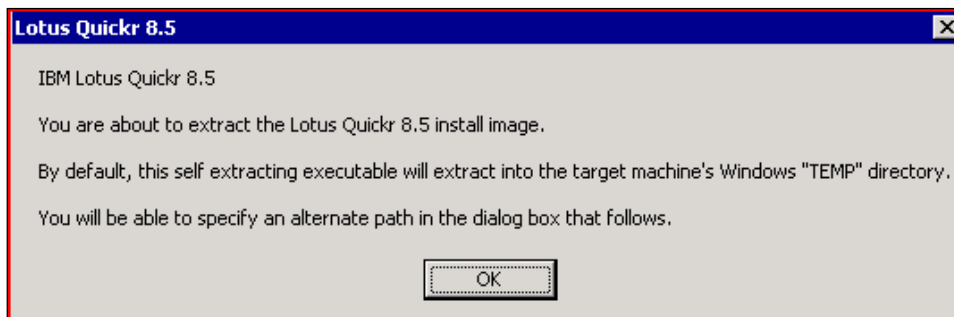 Lotus Quickr 8.5
IBM Lotus Quickr 8.5
You are about to extract the Lotus Quickr 8.5 install image.
By default, this self extracting executable will extract into the target machine's Windows "TEMP" directory.
You will be able to specify an alternate path in the dialog box that follows.
OK